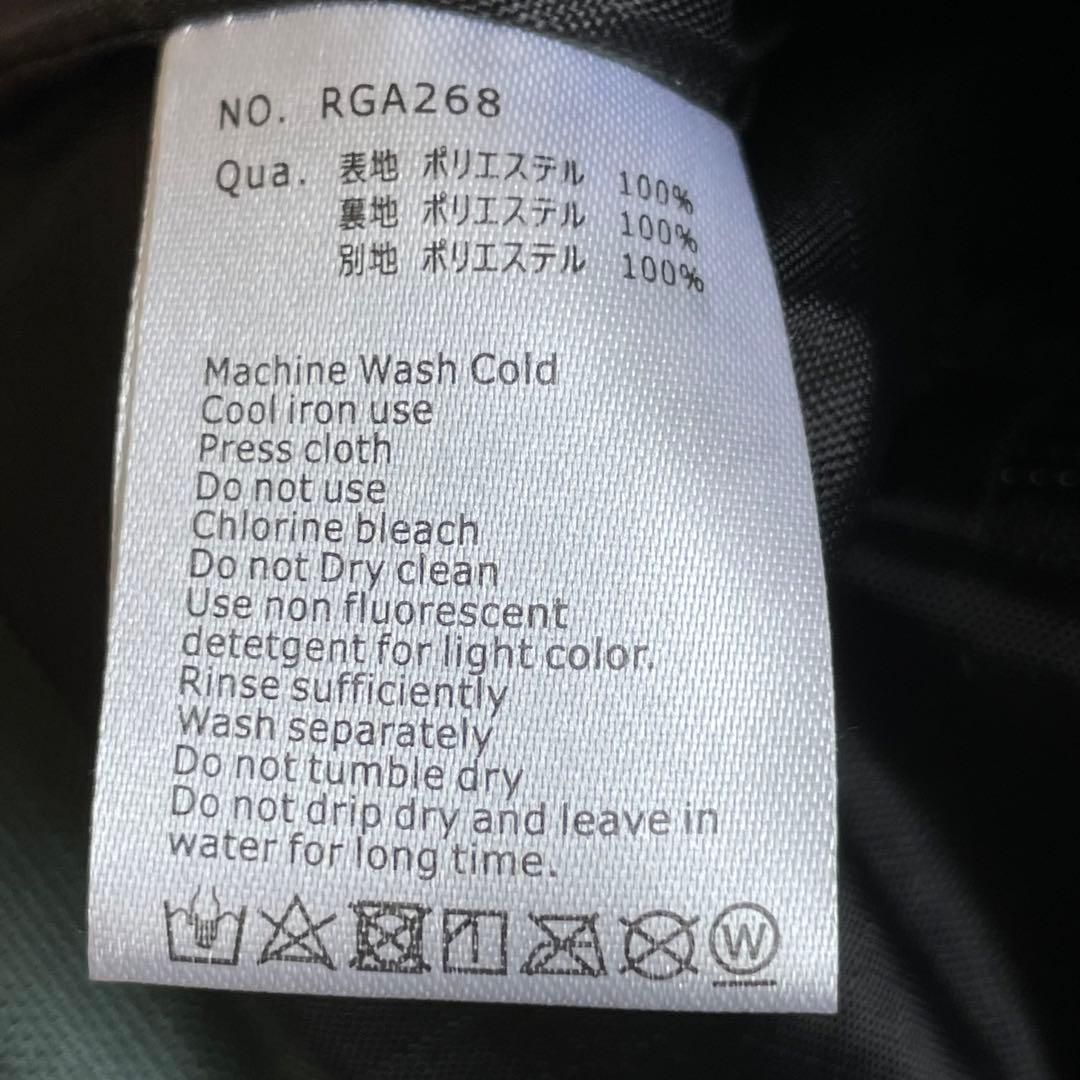 NO. RGA268
Qua. 表地 ポリエステル 100%
裏地 ポリエステル 100%
別地 ポリエステル 100%
Machine Wash Cold
Cool iron use
Press cloth
Do not use
Chlorine bleach
Do not Dry clean
Use non fluorescent
detetgent for light color.
Rinse sufficiently
Wash separately
Do not tumble dry
Do not drip dry and leave in
water for long time.
W